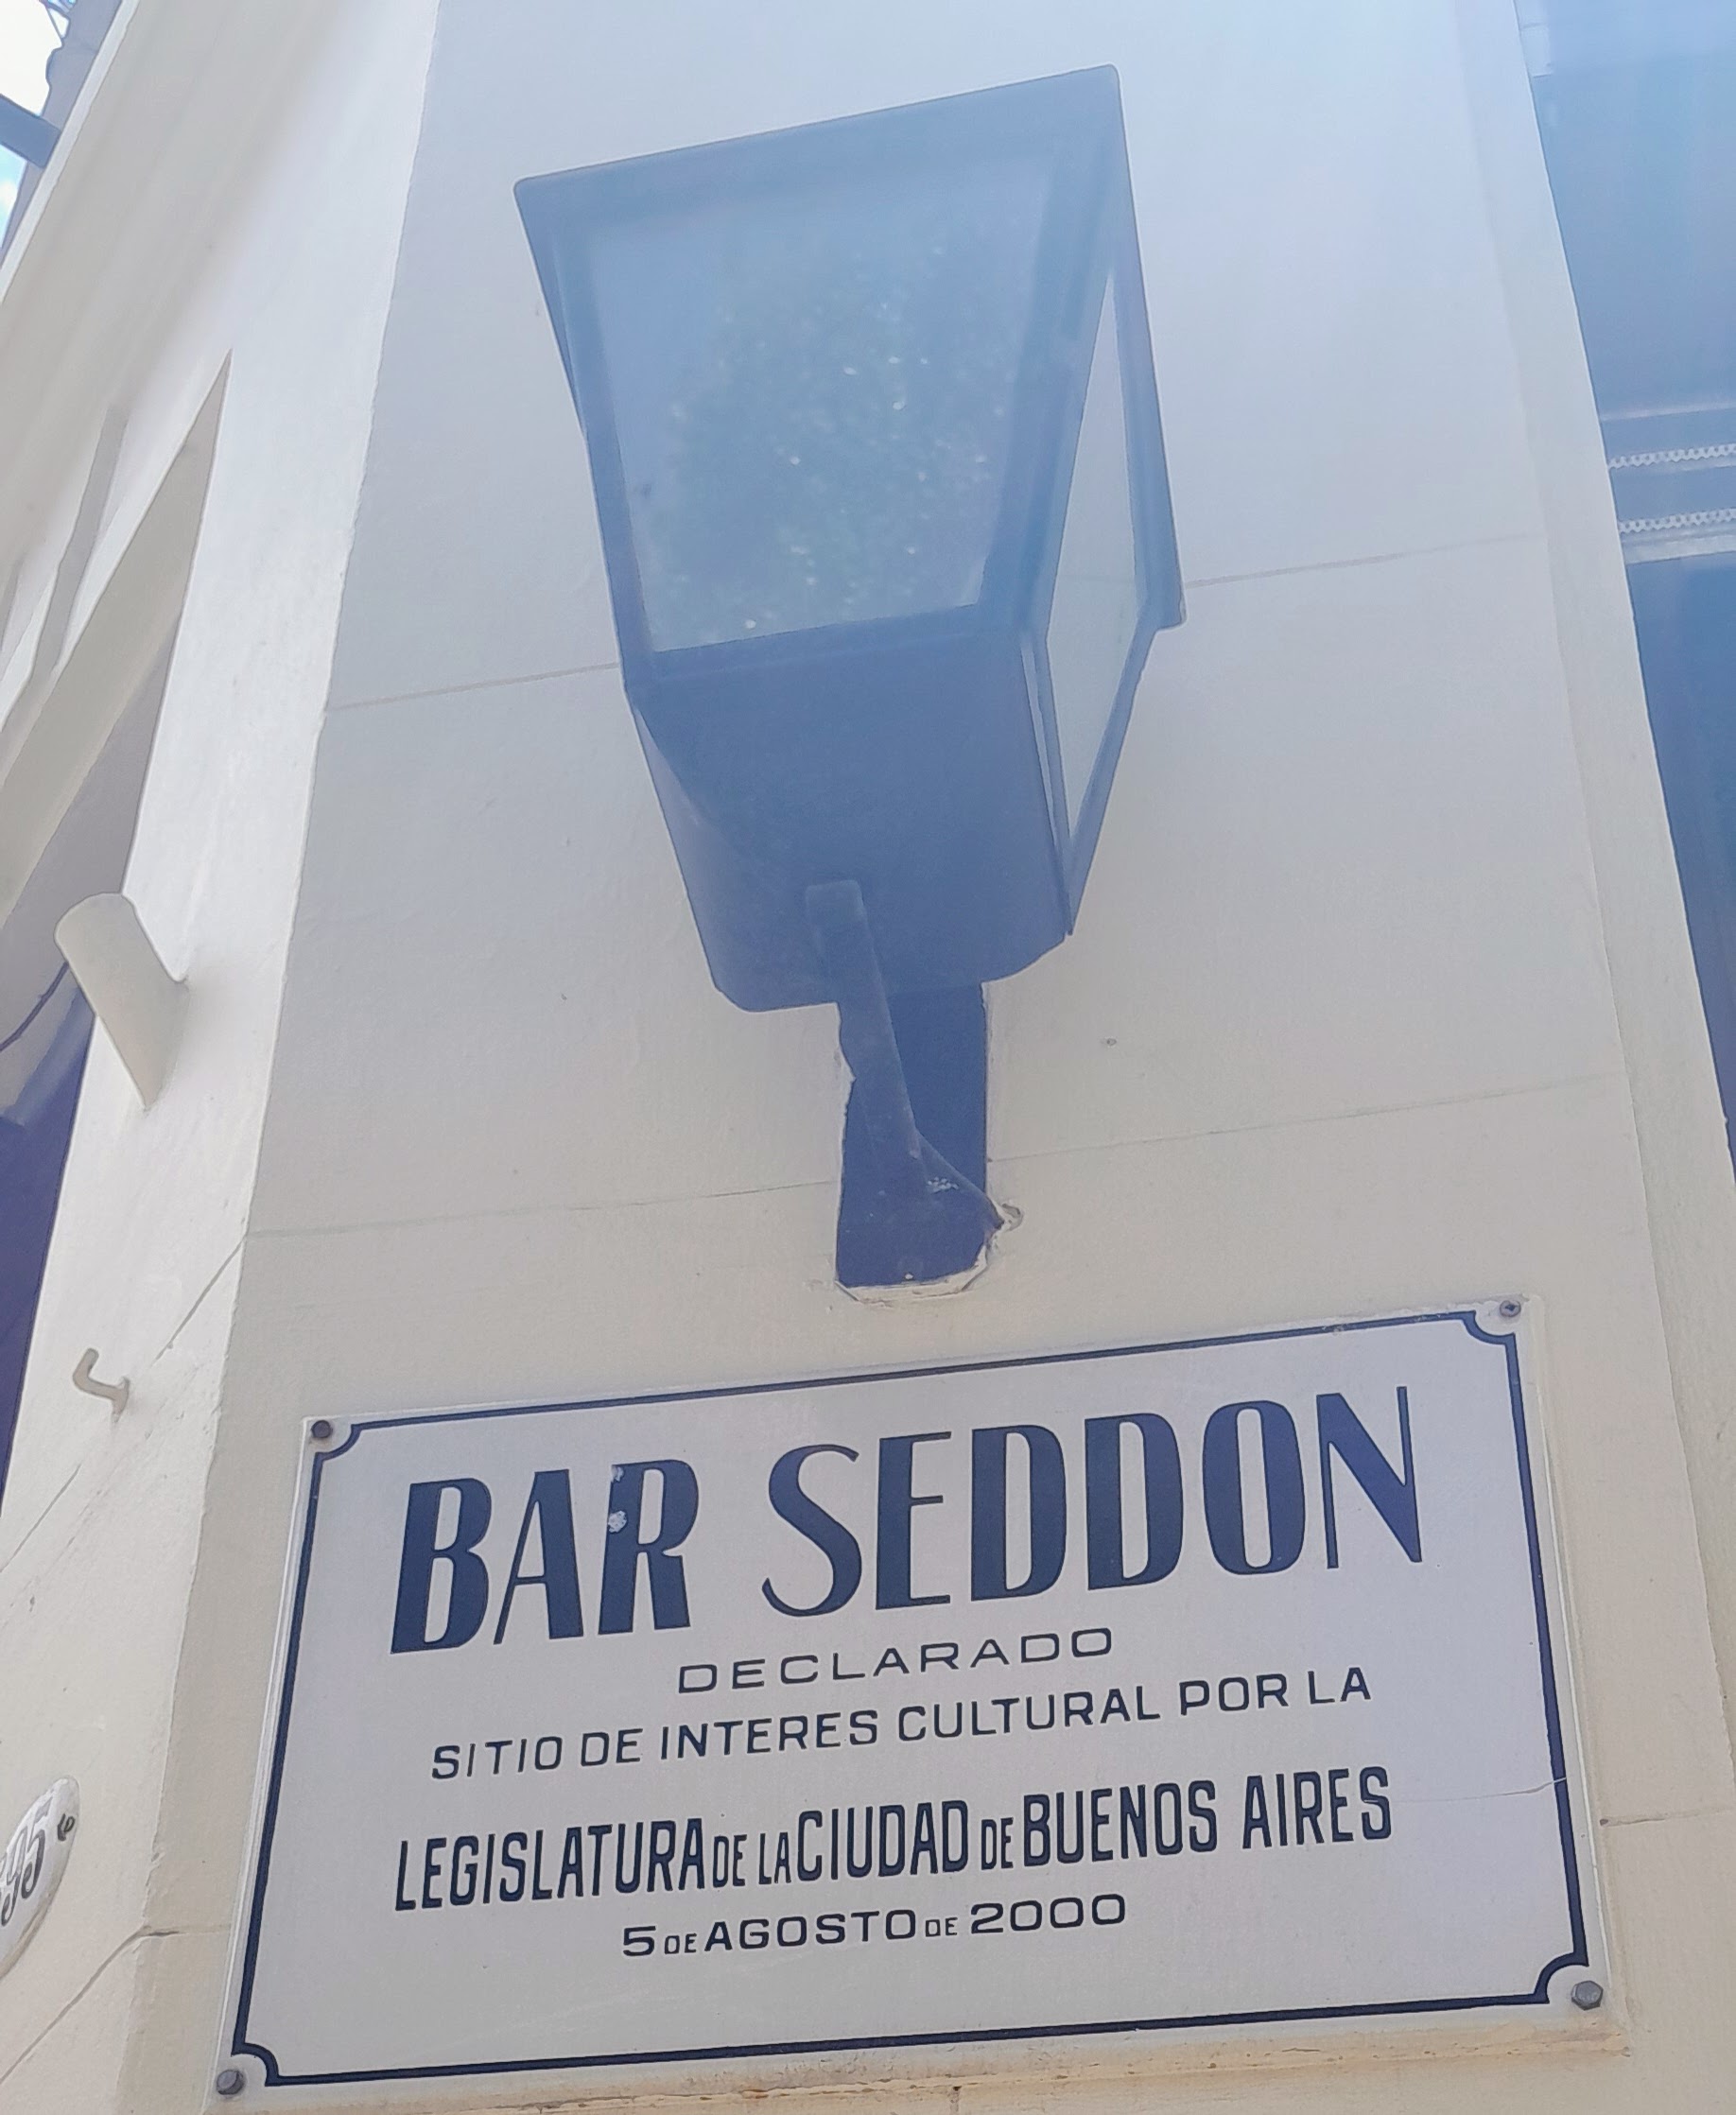 BAR SEDDON
DECLARADO
SITIO DE INTERES CULTURAL POR LA
LEGISLATURA DE LA CIUDAD DE BUENOS AIRES
5 DE AGOSTO DE 2000